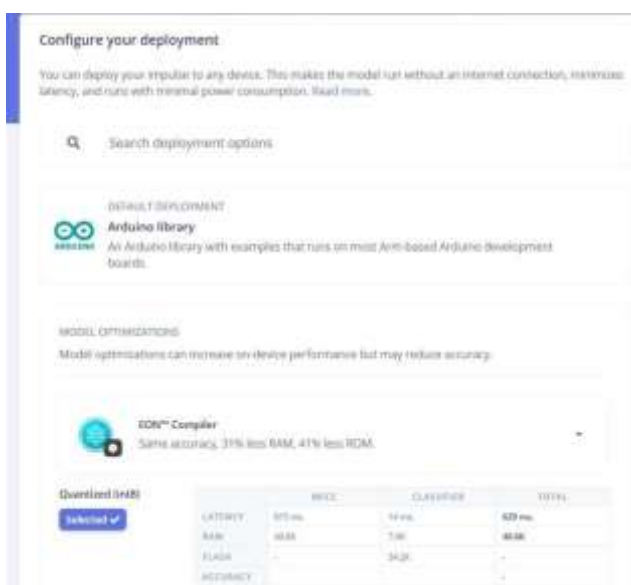 Configure your deployment
You can deploy your impulse to any device. This makes the model run without an internet connection, minimizes
latency, and runs with minimal power consumption. Read more.
Search deployment options
DEFAULT DEPLOYMENT
Arduino library
An Arduino library with examples that runs on most Arm-based Arduino development
boards.
MODEL OPTIMIZATIONS
Model optimizations can increase on-device performance but may reduce accuracy.
EON™ Compiler
Same accuracy, 31% less RAM, 41% less ROM.
Quantized (int8)
Selected ✓
MFCC CLASSIFIER TOTAL
LATENCY ms. ms. ms.
RAM
FLASH - -
ACCURACY -